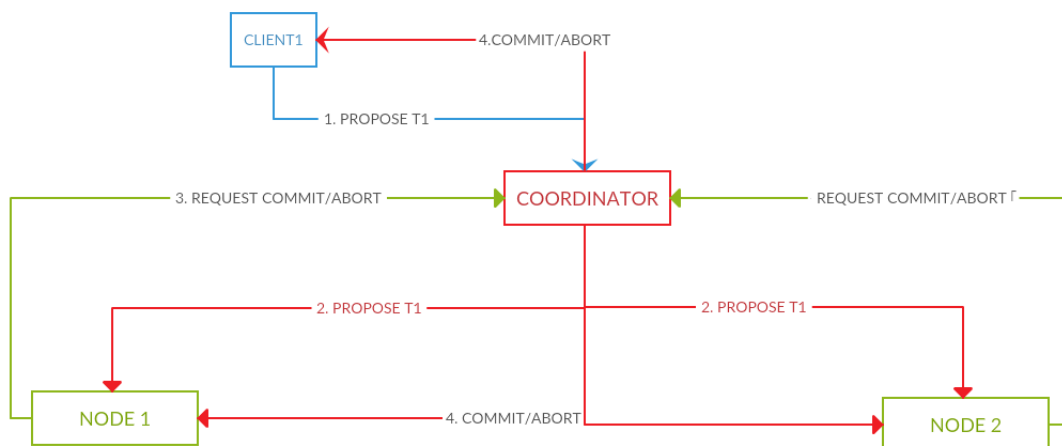 CLIENT1
4.COMMIT/ABORT
1. PROPOSE T1
3. REQUEST COMMIT/ABORT
COORDINATOR
REQUEST COMMIT/ABORT
2. PROPOSE T1
2. PROPOSE T1
NODE 1
4. COMMIT/ABORT
NODE 2